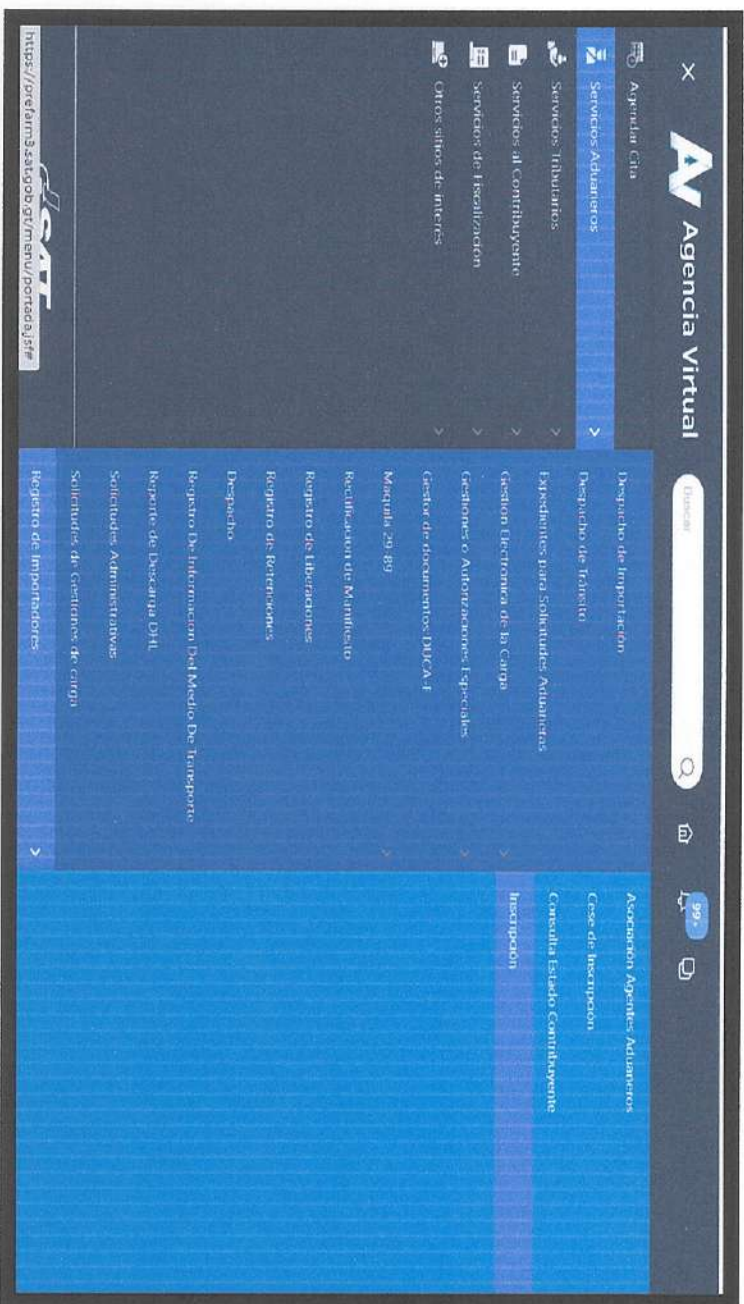 Agencia Virtual
Buscar
99+
Agendar Cita
Servicios Aduaneros
Servicios Tributarios
Servicios al Contribuyente
Servicios de Fiscalización
Otros sitios de interés
SAT
https://prefarm3.sat.gob.gt/menu/portada.jsf#
Despacho de Importación
Despacho de Tránsito
Expedientes para Solicitudes Aduaneras
Gestión Electrónica de la Carga
Gestiones o Autorizaciones Especiales
Gestor de documentos DUCA-F
Maquila 29-89
Rectificacion de Manifiesto
Registro de Liberaciones
Registro de Retenciones
Despacho
Registro De Informacion Del Medio De Transporte
Reporte de Descarga DHL
Solicitudes Administrativas
Solicitudes de Gestiones de carga
Registro de Importadores
Asociación Agentes Aduaneros
Cese de Inscripción
Consulta Estado Contribuyente
Inscripción